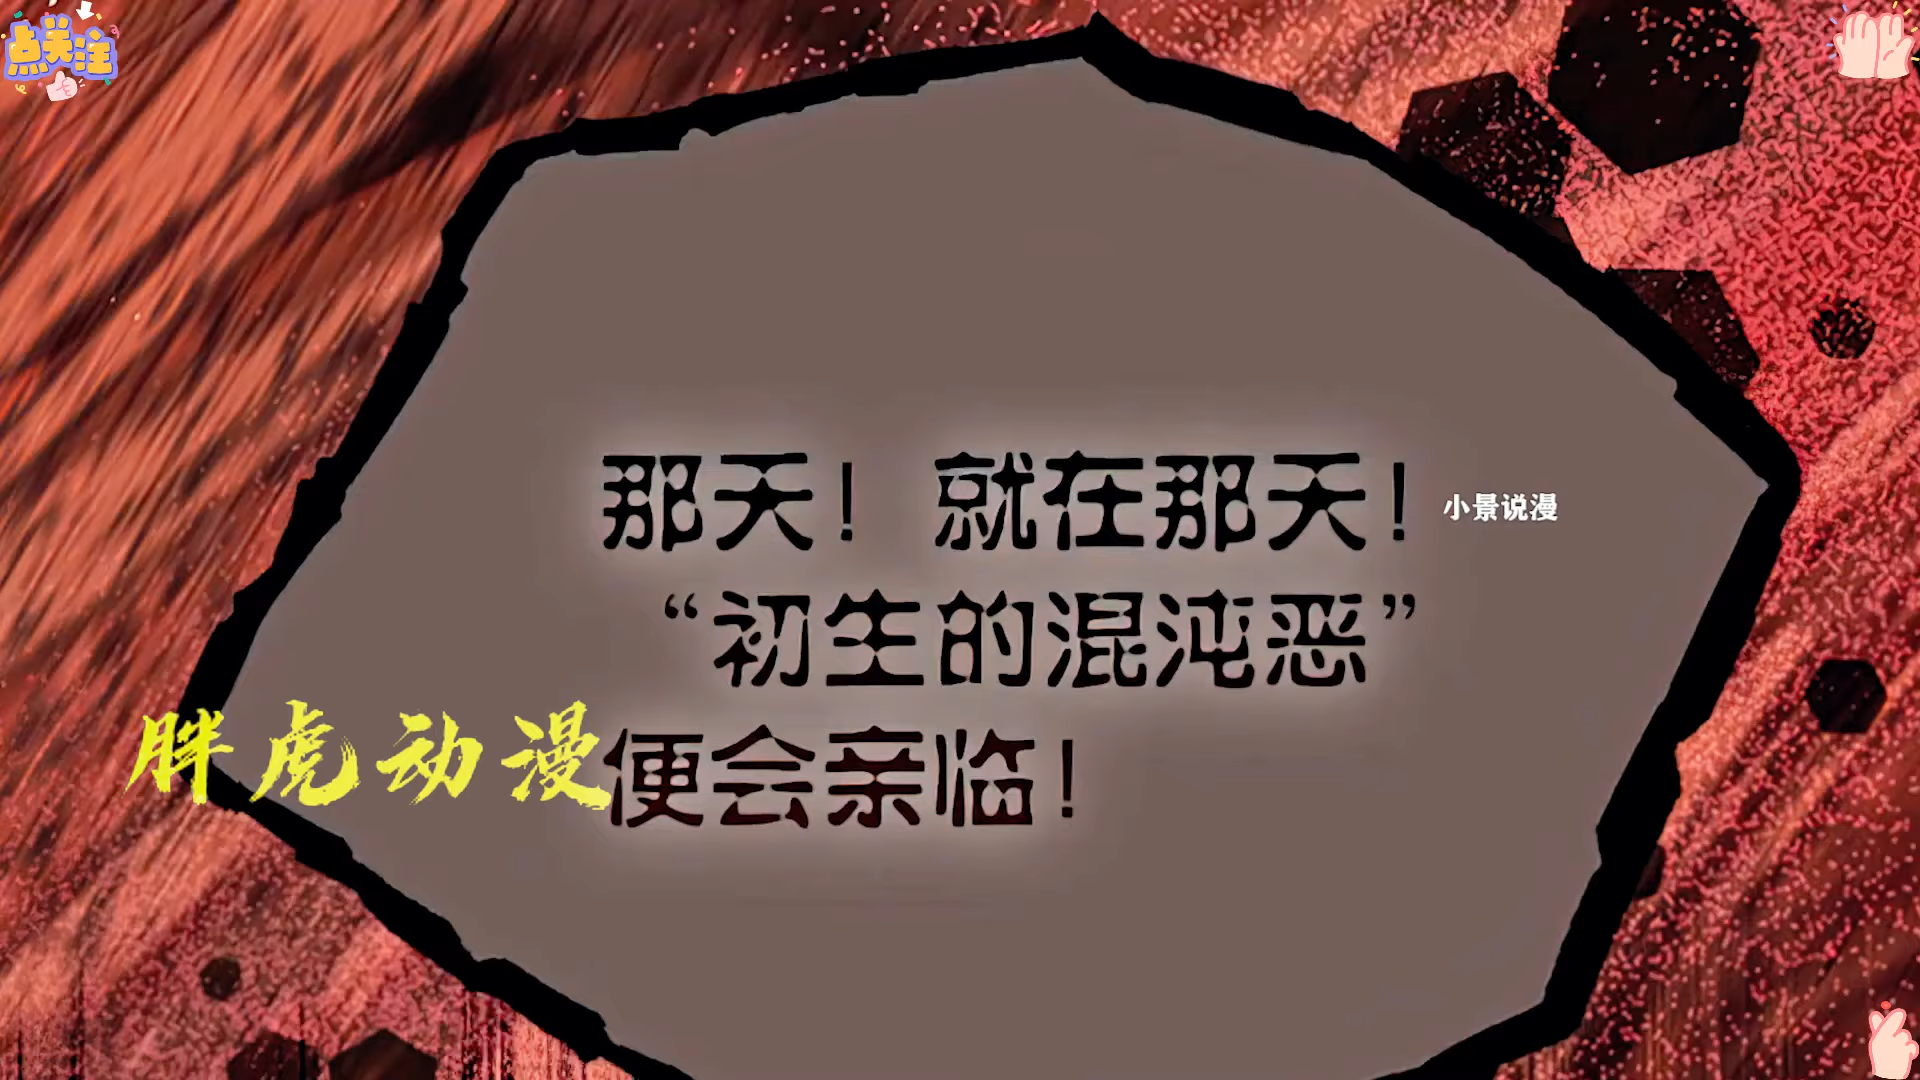 点关注
那天！就在那天！
小景说漫
“初生的混沌恶”
便会亲临！
胖虎动漫